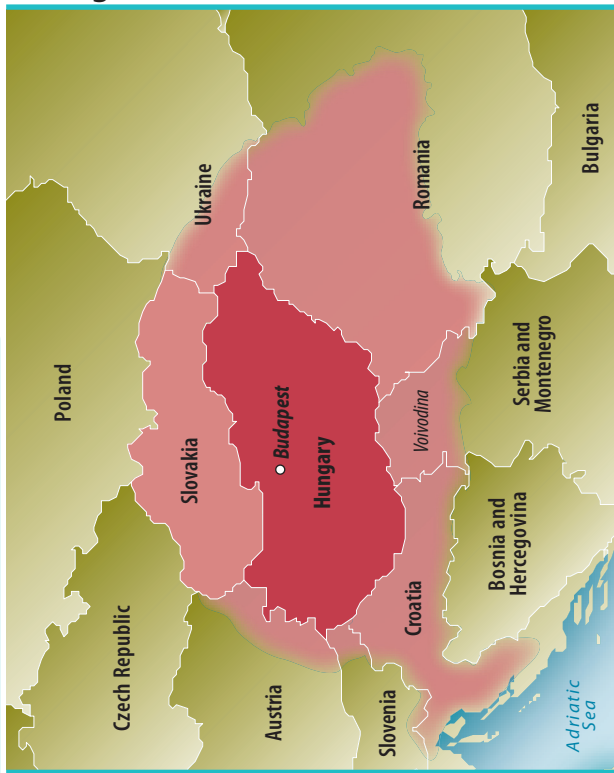 Poland
Ukraine
Czech Republic
Slovakia
Budapest
Hungary
Romania
Austria
Slovenia
Croatia
Voivodina
Bosnia and
Hercegovina
Serbia and
Montenegro
Bulgaria
Adriatic
Sea